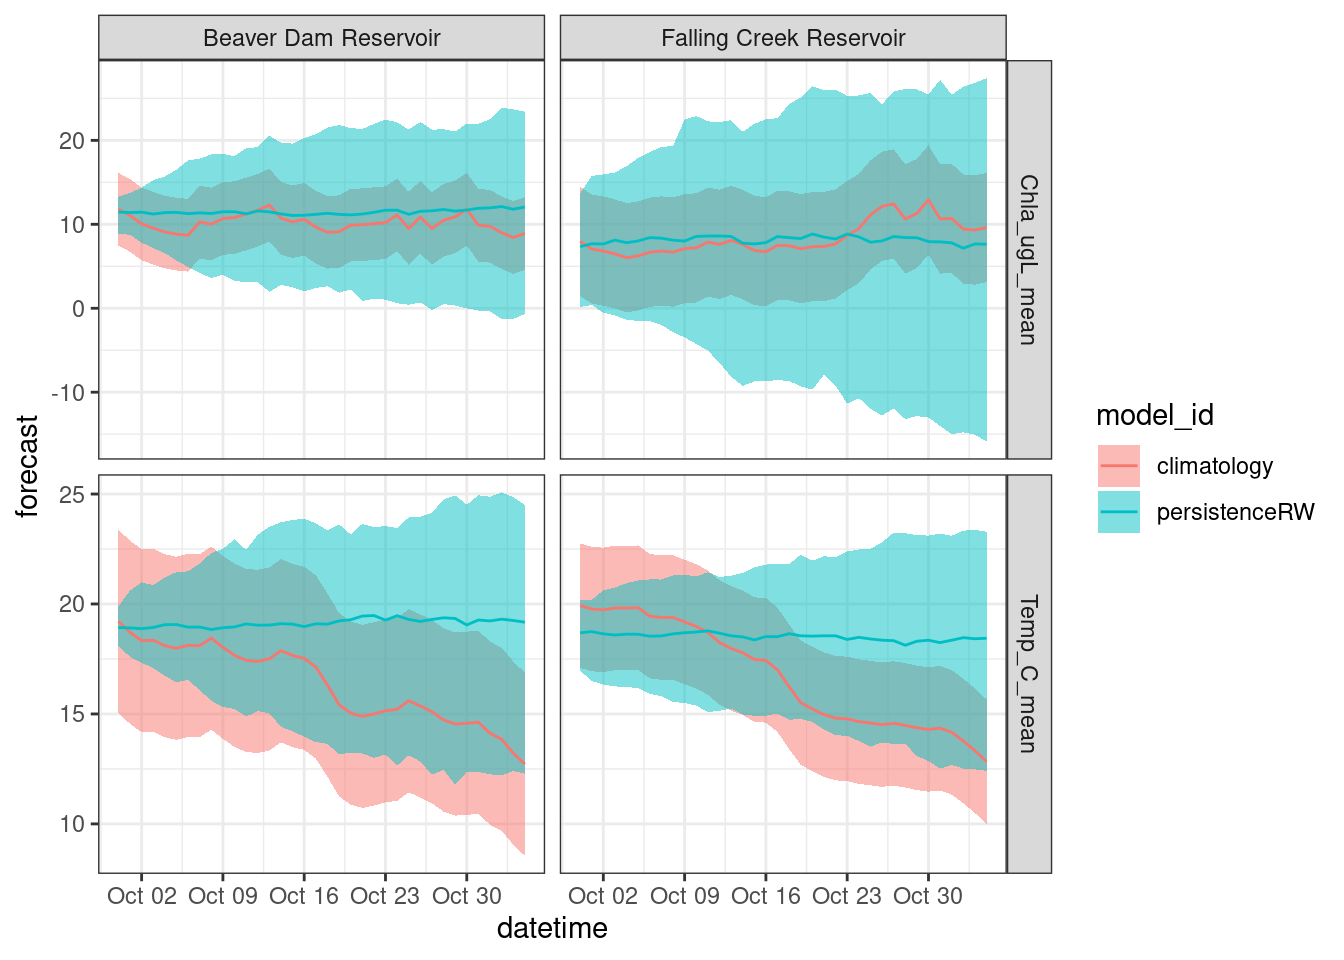 Beaver Dam Reservoir
Falling Creek Reservoir
20
10
0
-10
Chla_ugL_mean
25
20
15
10
Temp_C_mean
forecast
Oct 02 Oct 09 Oct 16 Oct 23 Oct 30
Oct 02 Oct 09 Oct 16 Oct 23 Oct 30
datetime
model_id
climatology
persistenceRW